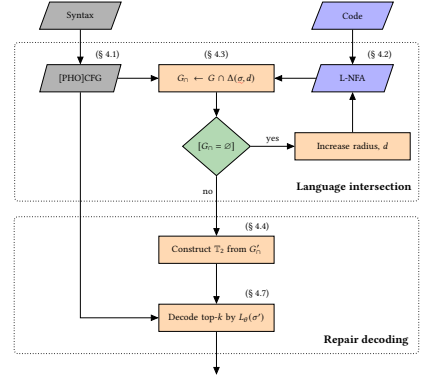 Syntax
Code
(§ 4.1)
(§ 4.3)
(§ 4.2)
[PHO]CFG
G∩ ← G ∩ Δ(σ, d)
L-NFA
[G∩ = ∅]
yes
Increase radius, d
no
Language intersection
(§ 4.4)
Construct 𝕋₂ from G′∩
(§ 4.7)
Decode top-k by Lθ(σ′)
Repair decoding